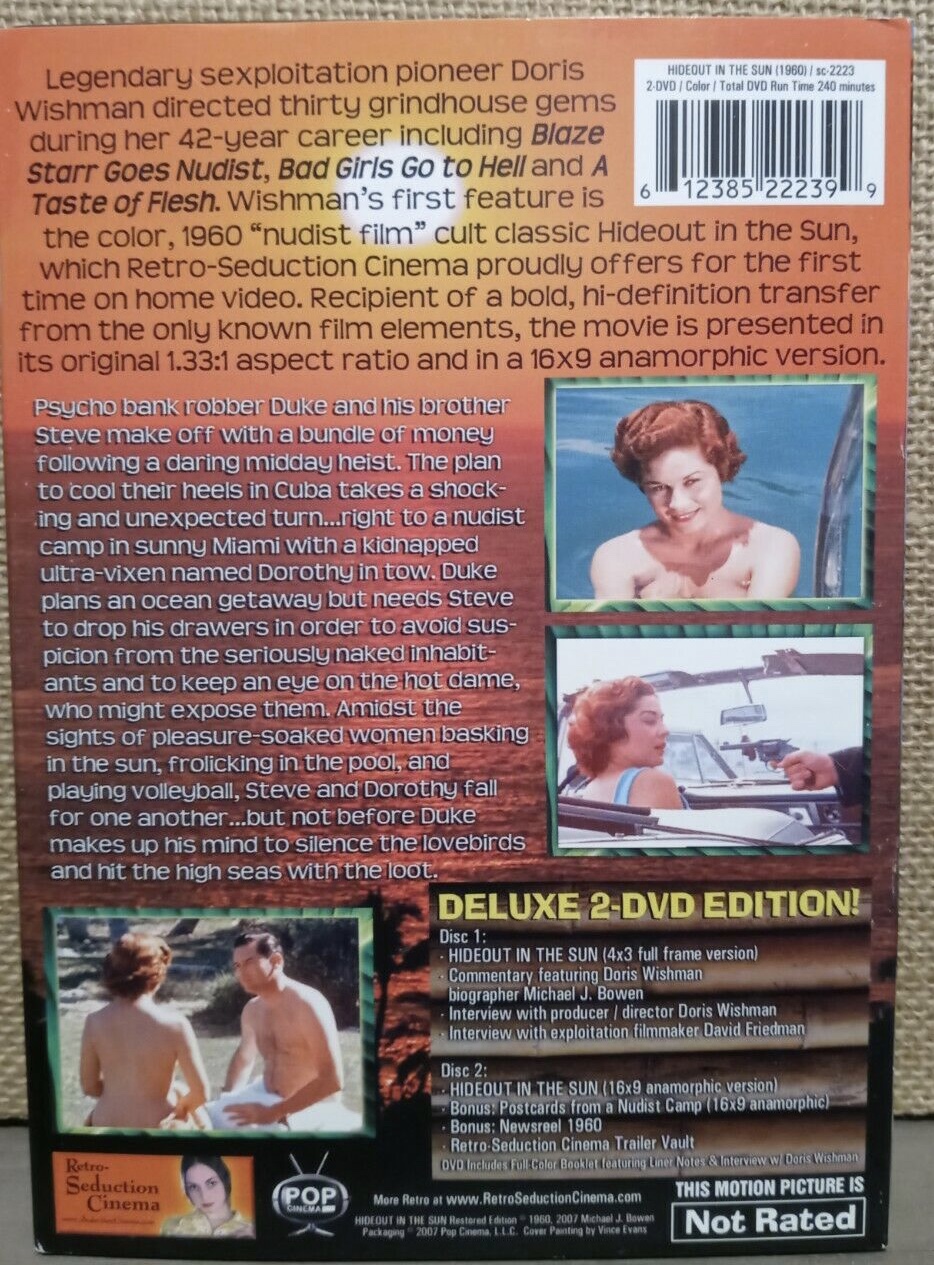 Legendary sexploitation pioneer Doris
Wishman directed thirty grindhouse gems
during her 42-year career including Blaze
Starr Goes Nudist, Bad Girls Go to Hell and A
Taste of Flesh. Wishman's first feature is
the color, 1960 "nudist film" cult classic Hideout in the Sun,
which Retro-Seduction Cinema proudly offers for the first
time on home video. Recipient of a bold, hi-definition transfer
from the only known film elements, the movie is presented in
its original 1.33:1 aspect ratio and in a 16x9 anamorphic version.
HIDEOUT IN THE SUN (1960) / sc-2223
2-DVD / Color / Total DVD Run Time 240 minutes
6 12385 22239 9
Psycho bank robber Duke and his brother
Steve make off with a bundle of money
following a daring midday heist. The plan
to cool their heels in Cuba takes a shock-
ing and unexpected turn...right to a nudist
camp in sunny Miami with a kidnapped
ultra-vixen named Dorothy in tow. Duke
plans an ocean getaway but needs Steve
to drop his drawers in order to avoid sus-
picion from the seriously naked inhabit-
ants and to keep an eye on the hot dame,
who might expose them. Amidst the
sights of pleasure-soaked women basking
in the sun, frolicking in the pool, and
playing volleyball, Steve and Dorothy fall
for one another...but not before Duke
makes up his mind to silence the lovebirds
and hit the high seas with the loot.
DELUXE 2-DVD EDITION!
Disc 1:
· HIDEOUT IN THE SUN (4x3 full frame version)
· Commentary featuring Doris Wishman
biographer Michael J. Bowen
· Interview with producer / director Doris Wishman
· Interview with exploitation filmmaker David Friedman
Disc 2:
· HIDEOUT IN THE SUN (16x9 anamorphic version)
· Bonus: Postcards from a Nudist Camp (16x9 anamorphic)
· Bonus: Newsreel 1960
· Retro-Seduction Cinema Trailer Vault
DVD Includes Full-Color Booklet featuring Liner Notes & Interview w/ Doris Wishman
Retro-
Seduction
Cinema
POP
CINEMA
More Retro at www.RetroSeductionCinema.com
HIDEOUT IN THE SUN Restored Edition © 1960, 2007 Michael J. Bowen
Packaging © 2007 Pop Cinema, L.L.C. Cover Painting by Vince Evans
THIS MOTION PICTURE IS
Not Rated